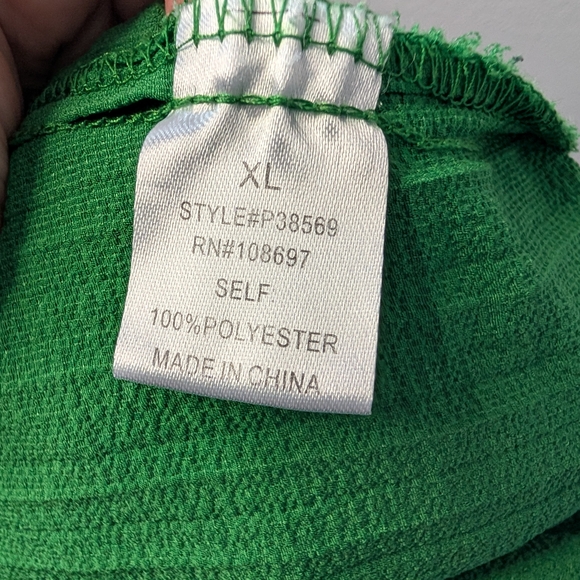 XL
STYLE#P38569
RN#108697
SELF
100%POLYESTER
MADE IN CHINA